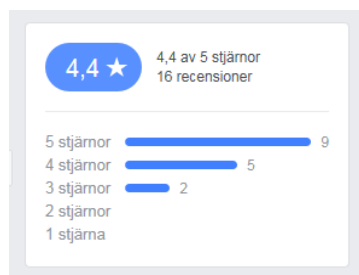 4,4 ★
4,4 av 5 stjärnor
16 recensioner
5 stjärnor 9
4 stjärnor 5
3 stjärnor 2
2 stjärnor
1 stjärna